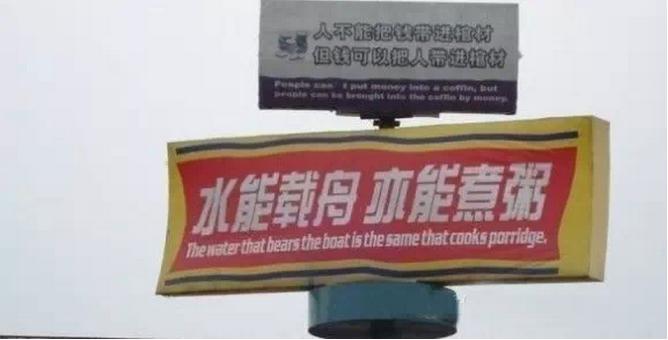 人不能把钱带进棺材
但钱可以把人带进棺材
People can't put money into a coffin, but
people can be brought into the coffin by money.
水能载舟 亦能煮粥
The water that bears the boat is the same that cooks porridge.